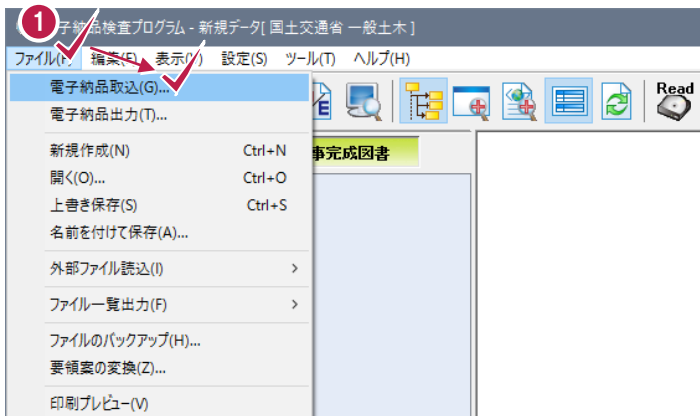 1
子納品検査プログラム - 新規データ[ 国土交通省 一般土木 ]
ファイル(F) 編集(E) 表示(V) 設定(S) ツール(T) ヘルプ(H)
電子納品取込(G)...
電子納品出力(T)...
Read
新規作成(N) Ctrl+N
事完成図書
開く(O)... Ctrl+O
上書き保存(S) Ctrl+S
名前を付けて保存(A)...
外部ファイル読込(I) >
ファイル一覧出力(F) >
ファイルのバックアップ(H)...
要領案の変換(Z)...
印刷プレビュー(V)